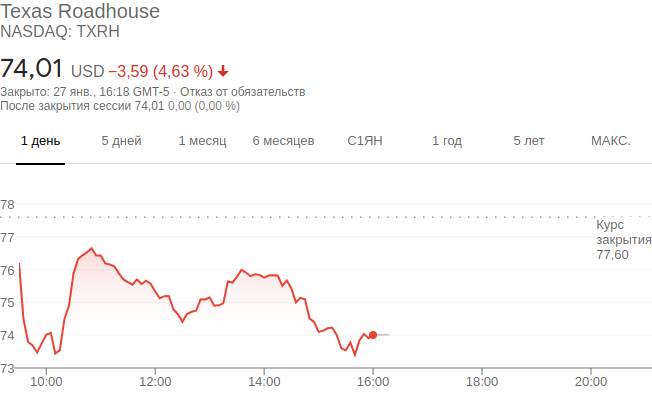 Texas Roadhouse
NASDAQ: TXRH
74,01 USD −3,59 (4,63 %)
Закрыто: 27 янв., 16:18 GMT-5 · Отказ от обязательств
После закрытия сессии 74,01 0,00 (0,00 %)
1 день 5 дней 1 месяц 6 месяцев С1ЯН 1 год 5 лет МАКС.
78
Курс
закрытия
77,60
77
76
75
74
73
10:00 12:00 14:00 16:00 18:00 20:00